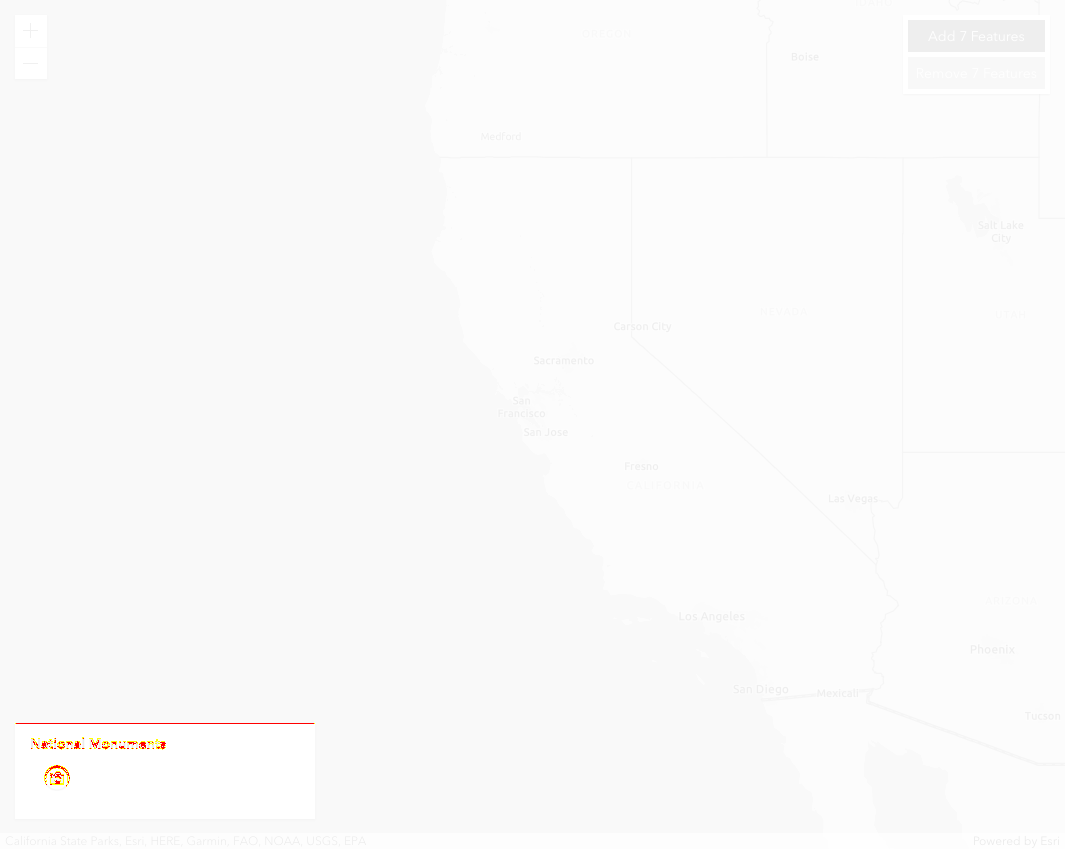 +
Add 7 Features
Boise
−
Remove 7 Features
Medford
Salt Lake
City
NEVADA
UTAH
Carson City
Sacramento
San
Francisco
San Jose
Fresno
CALIFORNIA
Las Vegas
ARIZONA
Los Angeles
Phoenix
San Diego
Mexicali
Tucson
National Monuments
California State Parks, Esri, HERE, Garmin, FAO, NOAA, USGS, EPA
Powered by Esri